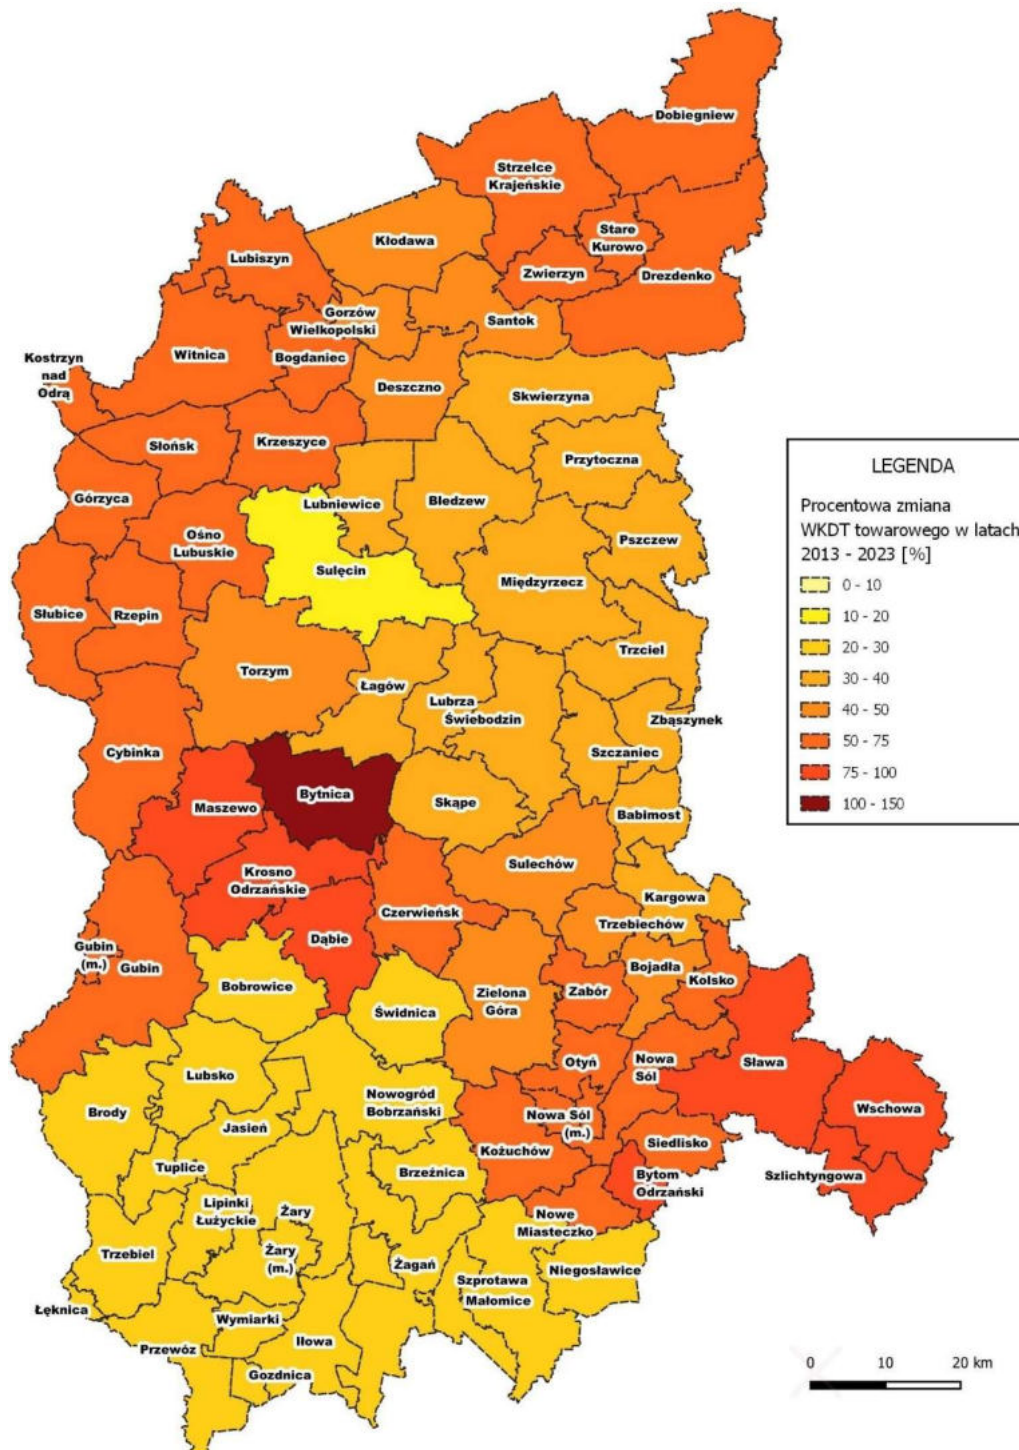 Dobiegniew
Strzelce
Krajeńskie
Stare
Kurowo
Kłodawa
Lubiszyn
Zwierzyn
Drezdenko
Gorzów
Wielkopolski
Santok
Witnica
Bogdaniec
Kostrzyn
nad
Odrą
Deszczno
Skwierzyna
Słońsk
Krzeszyce
Przytoczna
Górzyca
Lubniewice
Bledzew
Ośno
Lubuskie
Pszczew
Sulęcin
Międzyrzecz
Słubice
Rzepin
Trzciel
Torzym
Łagów
Lubrza
Świebodzin
Zbąszynek
Cybinka
Szczaniec
Bytnica
Maszewo
Skąpe
Babimost
Sulechów
Krosno
Odrzańskie
Kargowa
Czerwieńsk
Trzebiechów
Dąbie
Gubin
(m.)
Gubin
Bojadła
Kolsko
Bobrowice
Zielona
Góra
Zabór
Świdnica
Otyń
Nowa
Sól
Sława
Lubsko
Brody
Nowogród
Bobrzański
Wschowa
Nowa Sól
(m.)
Jasień
Siedlisko
Kożuchów
Tuplice
Brzeźnica
Bytom
Odrzański
Szlichtyngowa
Lipinki
Łużyckie
Żary
Nowe
Miasteczko
Trzebiel
Żary
(m.)
Żagań
Niegosławice
Szprotawa
Małomice
Łęknica
Wymiarki
Przewóz
Iłowa
Gozdnica
LEGENDA
Procentowa zmiana
WKDT towarowego w latach
2013 - 2023 [%]
0 - 10
10 - 20
20 - 30
30 - 40
40 - 50
50 - 75
75 - 100
100 - 150
0 10 20 km